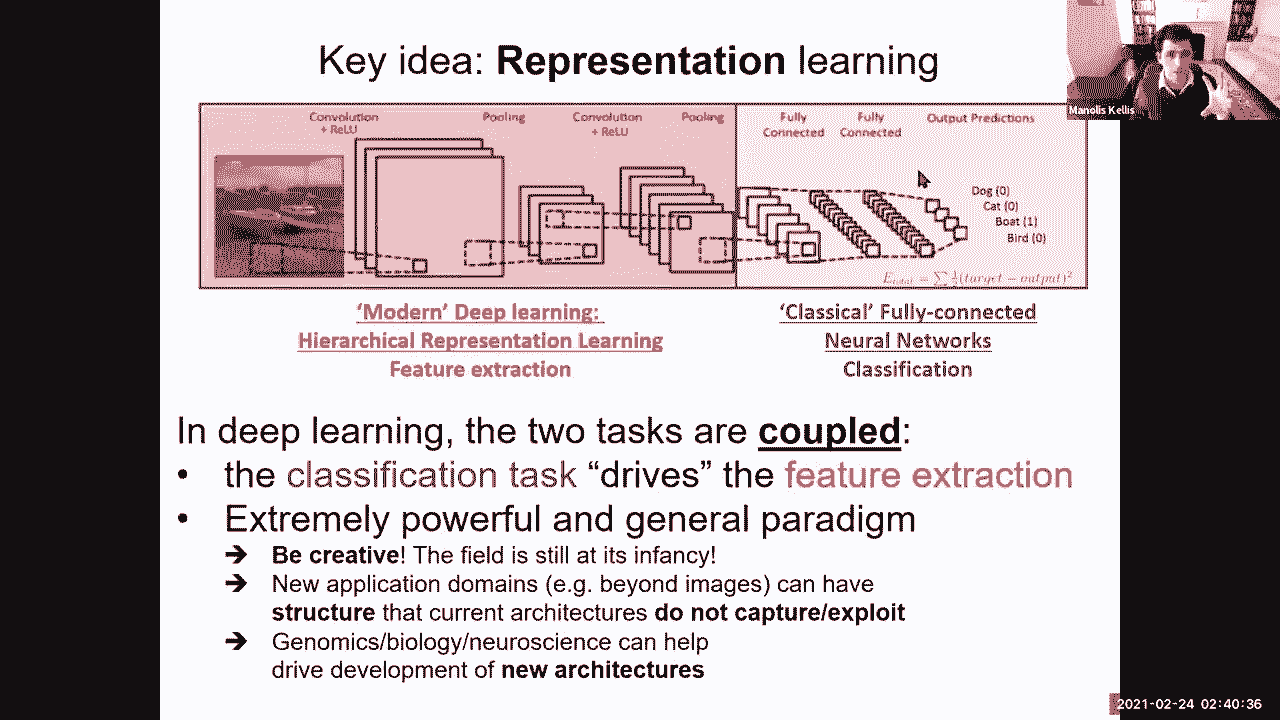 Key idea: Representation learning
Manolis Kellis
Convolution + ReLU
Pooling
Convolution + ReLU
Pooling
Fully Connected
Fully Connected
Output Predictions
Dog (0)
Cat (0)
Boat (1)
Bird (0)
E_total = ∑ ½(target − output)²
‘Modern’ Deep learning:
Hierarchical Representation Learning
Feature extraction
‘Classical’ Fully-connected
Neural Networks
Classification
In deep learning, the two tasks are coupled:
• the classification task “drives” the feature extraction
• Extremely powerful and general paradigm
➔ Be creative! The field is still at its infancy!
➔ New application domains (e.g. beyond images) can have
structure that current architectures do not capture/exploit
➔ Genomics/biology/neuroscience can help
drive development of new architectures
2021-02-24 02:40:36